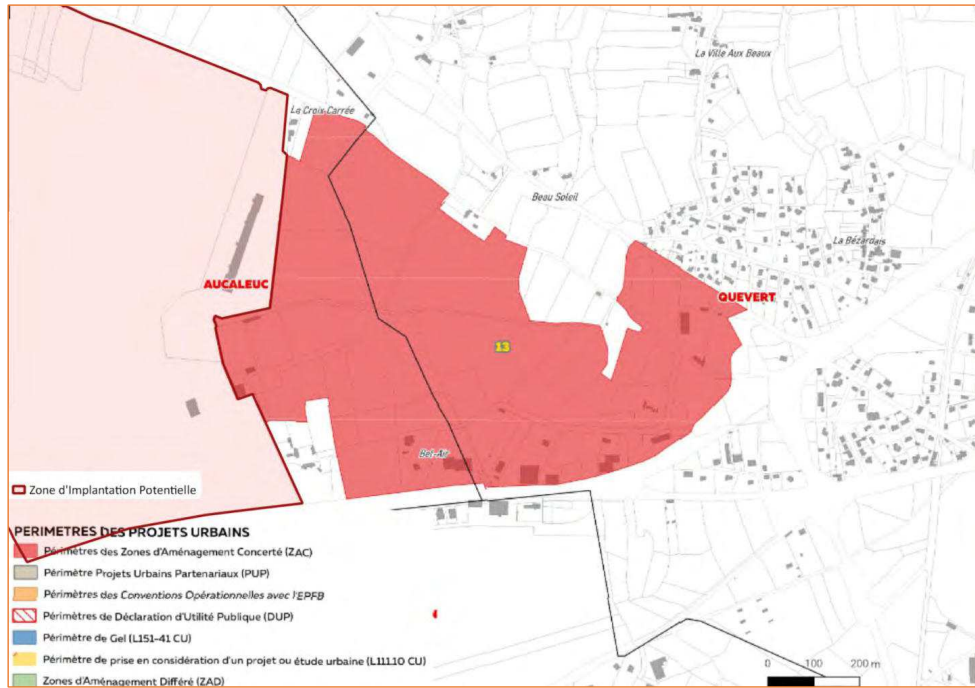 La Ville Aux Beaux
La Croix Carrée
Beau Soleil
La Bézardais
AUCALEUC
QUEVERT
13
Bel-Air
Zone d'Implantation Potentielle
PERIMETRES DES PROJETS URBAINS
Périmètres des Zones d'Aménagement Concerté (ZAC)
Périmètre Projets Urbains Partenariaux (PUP)
Périmètres des Conventions Opérationnelles avec l'EPFB
Périmètres de Déclaration d'Utilité Publique (DUP)
Périmètre de Gel (L151-41 CU)
Périmètre de prise en considération d'un projet ou étude urbaine (L111.10 CU)
Zones d'Aménagement Différé (ZAD)
0 100 200 m